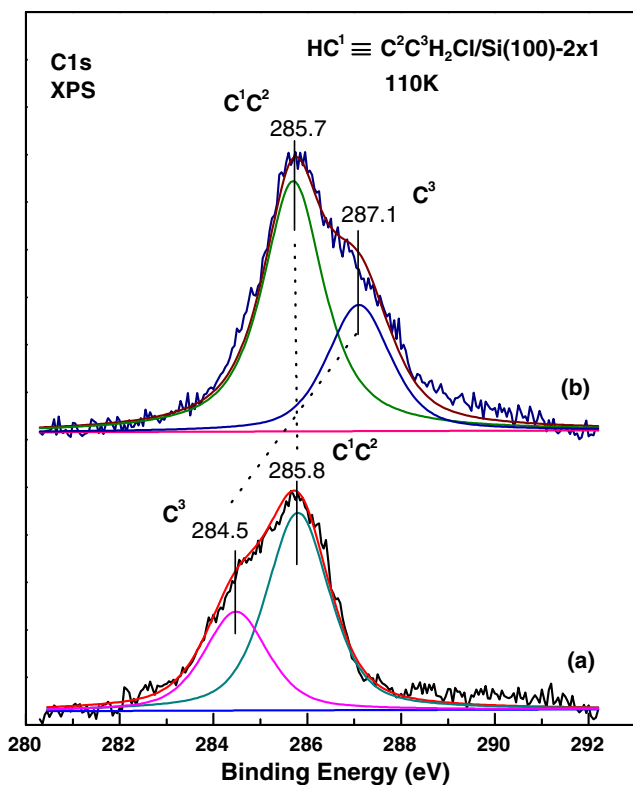 C1s
XPS
HC¹ ≡ C²C³H₂Cl/Si(100)-2x1
110K
C¹C²
285.7
C³
287.1
(b)
C¹C²
285.8
C³
284.5
(a)
280 282 284 286 288 290 292
Binding Energy (eV)